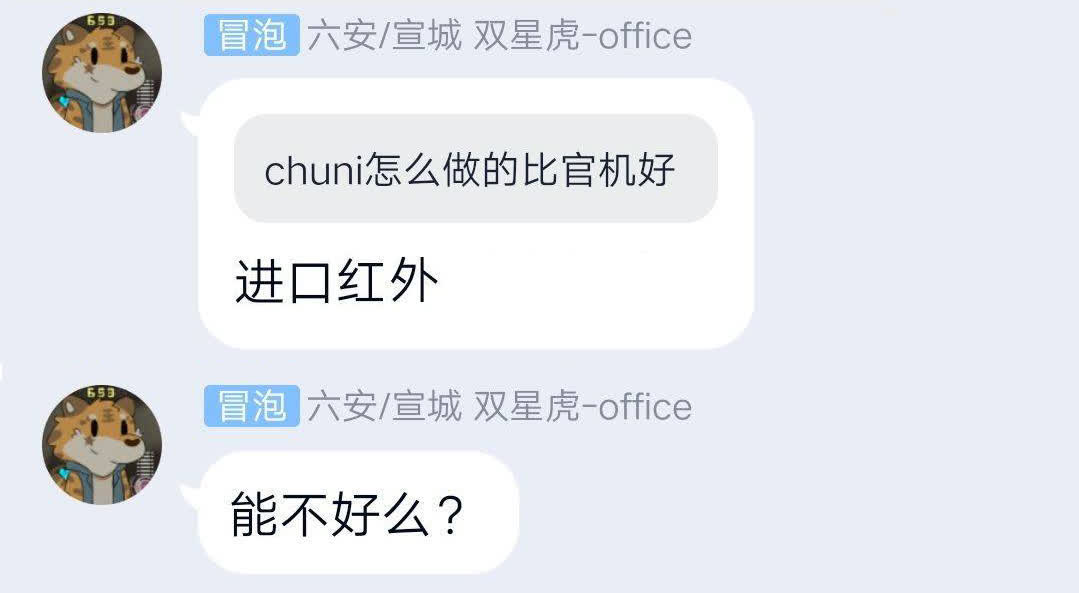 653
冒泡 六安/宣城 双星虎-office
chuni怎么做的比官机好
进口红外
653
冒泡 六安/宣城 双星虎-office
能不好么？